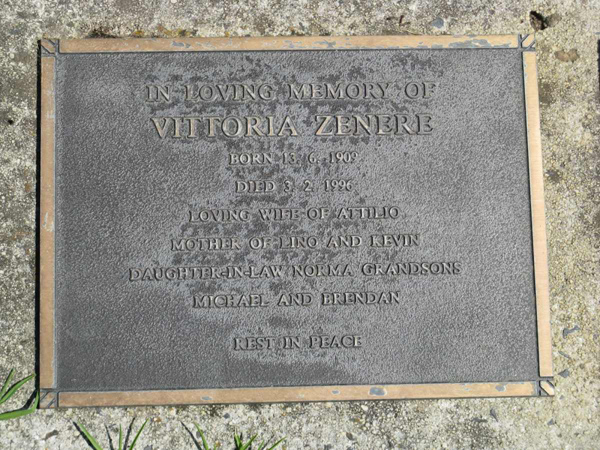 IN LOVING MEMORY OF
VITTORIA ZENERE
BORN 13. 6. 1909
DIED 3. 2. 1996
LOVING WIFE OF ATTILIO
MOTHER OF LINO AND KEVIN
DAUGHTER-IN-LAW NORMA GRANDSONS
MICHAEL AND BRENDAN
REST IN PEACE